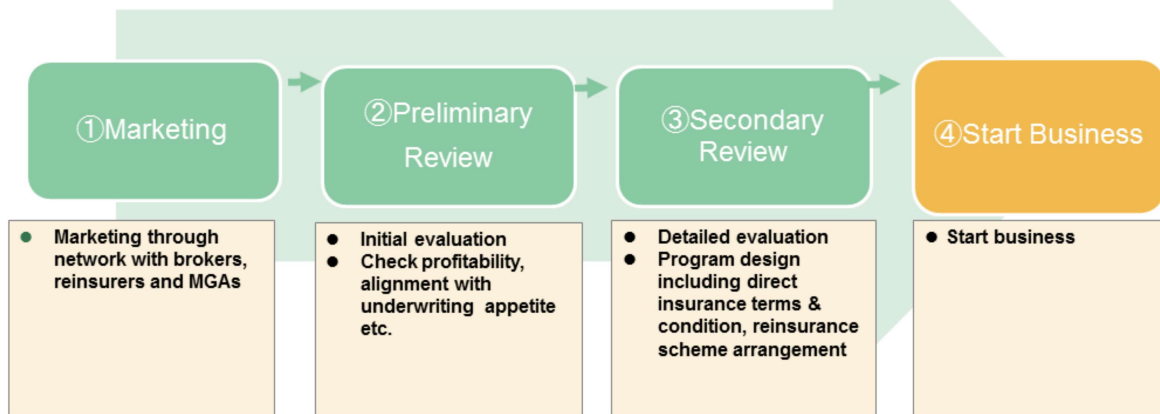 ①Marketing
②Preliminary
Review
③Secondary
Review
④Start Business
● Marketing through
network with brokers,
reinsurers and MGAs
● Initial evaluation
● Check profitability,
alignment with
underwriting appetite
etc.
● Detailed evaluation
● Program design
including direct
insurance terms &
condition, reinsurance
scheme arrangement
● Start business